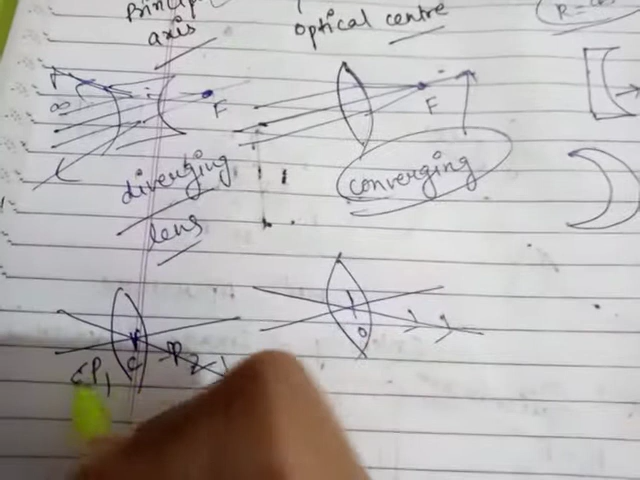 axis
optical centre
F
F
diverging
lens
converging
O
C
P1
P2